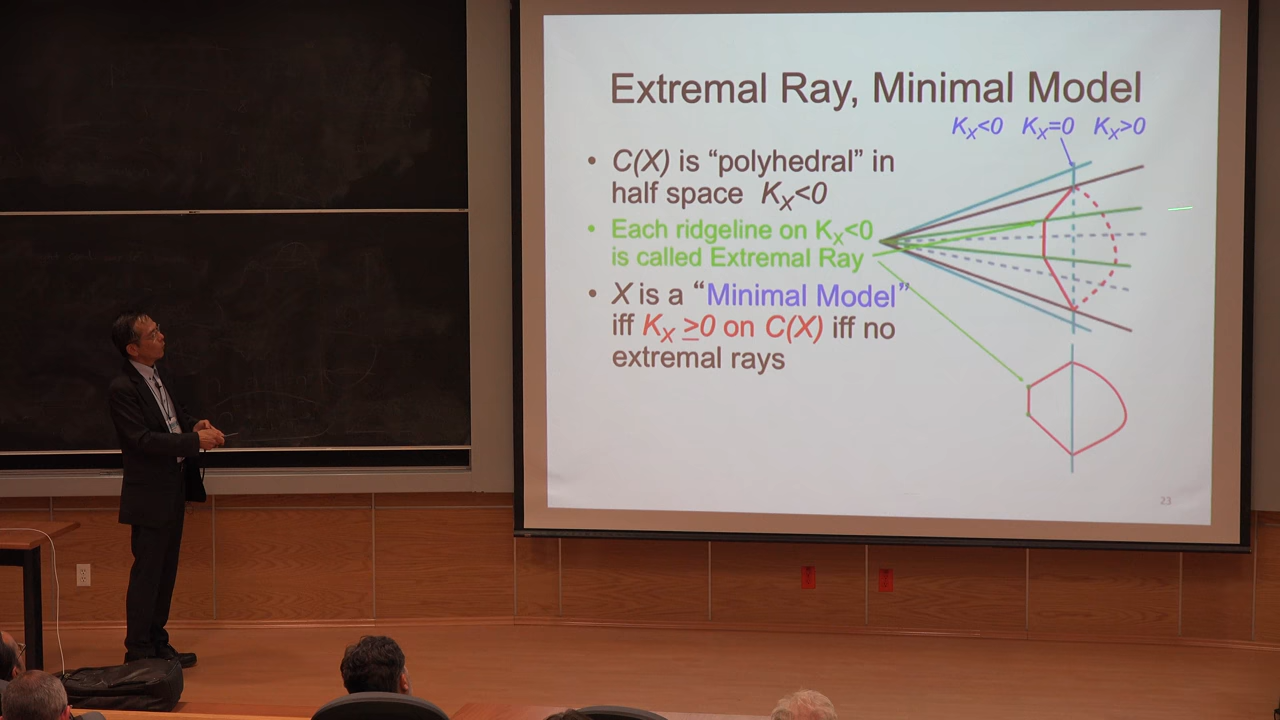 Extremal Ray, Minimal Model
K_X<0 K_X=0 K_X>0
• C(X) is “polyhedral” in
half space K_X<0
• Each ridgeline on K_X<0
is called Extremal Ray
• X is a “Minimal Model”
iff K_X ≥0 on C(X) iff no
extremal rays
23